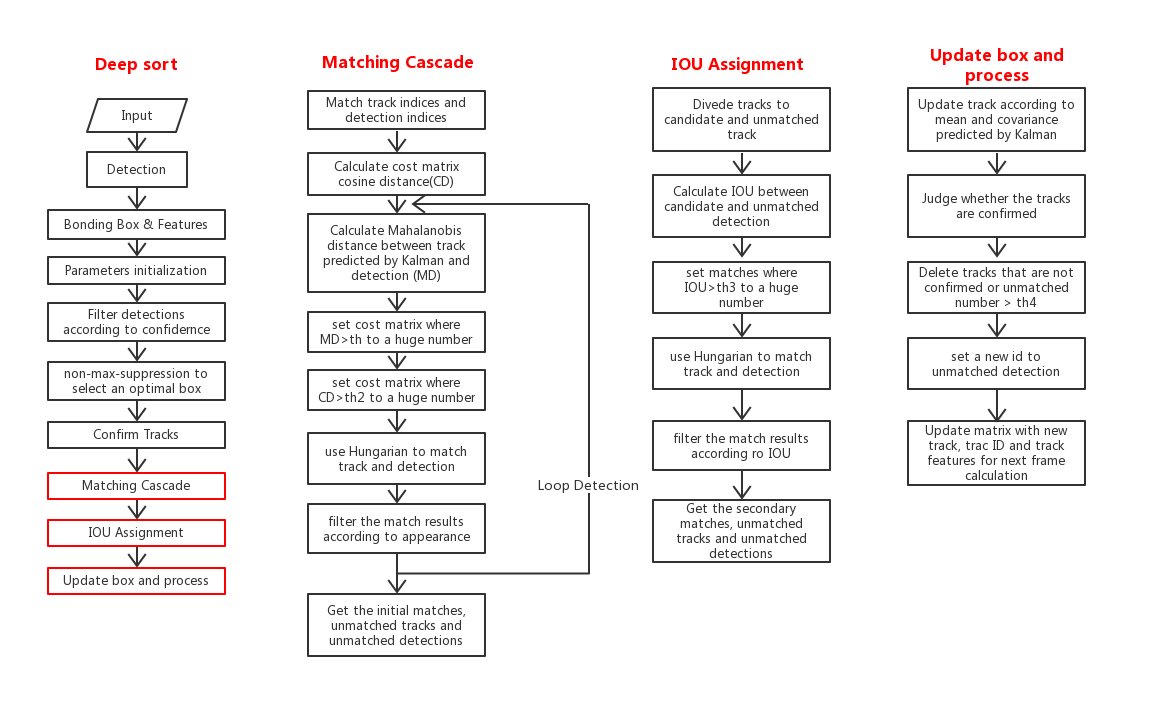 Deep sort
Input
Detection
Bonding Box & Features
Parameters initialization
Filter detections
according to confidernce
non-max-suppression to
select an optimal box
Confirm Tracks
Matching Cascade
IOU Assignment
Update box and process
Matching Cascade
Match track indices and
detection indices
Calculate cost matrix
cosine distance(CD)
Calculate Mahalanobis
distance between track
predicted by Kalman and
detection (MD)
set cost matrix where
MD>th to a huge number
set cost matrix where
CD>th2 to a huge number
use Hungarian to match
track and detection
filter the match results
according to appearance
Loop Detection
Get the initial matches,
unmatched tracks and
unmatched detections
IOU Assignment
Divede tracks to
candidate and unmatched
track
Calculate IOU between
candidate and unmatched
detection
set matches where
IOU>th3 to a huge
number
use Hungarian to match
track and detection
filter the match results
according ro IOU
Get the secondary
matches, unmatched
tracks and unmatched
detections
Update box and
process
Update track according to
mean and covariance
predicted by Kalman
Judge whether the tracks
are confirmed
Delete tracks that are not
confirmed or unmatched
number > th4
set a new id to
unmatched detection
Update matrix with new
track, trac ID and track
features for next frame
calculation